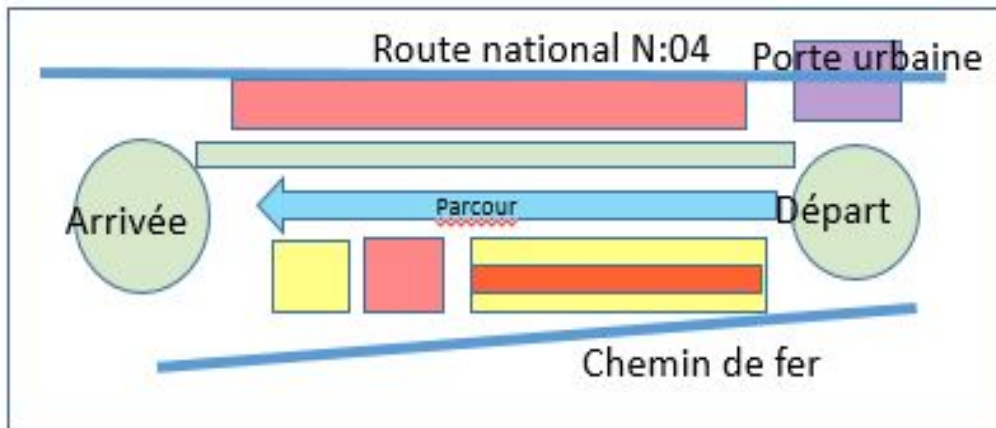 Route national N:04
Porte urbaine
Arrivée
Parcour
Départ
Chemin de fer